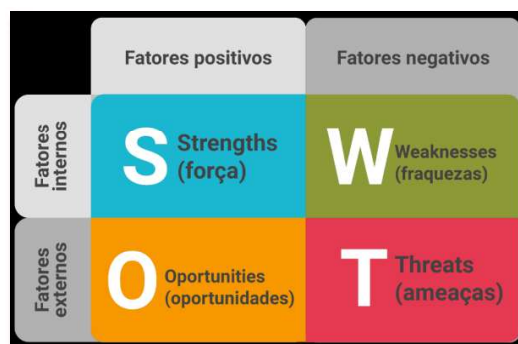 Fatores positivos
Fatores negativos
Fatores
internos
S
Strengths
(força)
W
Weaknesses
(fraquezas)
Fatores
externos
O
Oportunities
(oportunidades)
T
Threats
(ameaças)